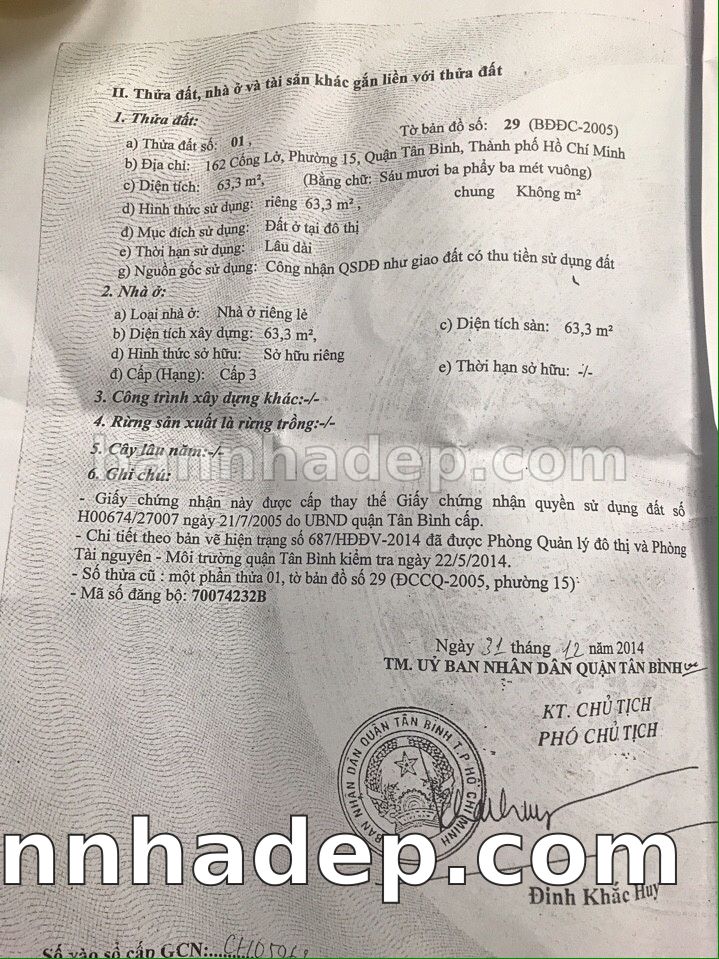 II. Thửa đất, nhà ở và tài sản khác gắn liền với thửa đất
1. Thửa đất:
a) Thửa đất số: 01, Tờ bản đồ số: 29 (BĐĐC-2005)
b) Địa chỉ: 162 Cống Lở, Phường 15, Quận Tân Bình, Thành phố Hồ Chí Minh
c) Diện tích: 63,3 m², (Bằng chữ: Sáu mươi ba phẩy ba mét vuông)
d) Hình thức sử dụng: riêng 63,3 m², chung Không m²
đ) Mục đích sử dụng: Đất ở tại đô thị
e) Thời hạn sử dụng: Lâu dài
g) Nguồn gốc sử dụng: Công nhận QSDĐ như giao đất có thu tiền sử dụng đất
2. Nhà ở:
a) Loại nhà ở: Nhà ở riêng lẻ
b) Diện tích xây dựng: 63,3 m², c) Diện tích sàn: 63,3 m²
d) Hình thức sở hữu: Sở hữu riêng
đ) Cấp (Hạng): Cấp 3 e) Thời hạn sở hữu: -/-
3. Công trình xây dựng khác:-/-
4. Rừng sản xuất là rừng trồng:-/-
5. Cây lâu năm:-/-
bannhadep.com
6. Ghi chú:
- Giấy chứng nhận này được cấp thay thế Giấy chứng nhận quyền sử dụng đất số
H00674/27007 ngày 21/7/2005 do UBND quận Tân Bình cấp.
- Chi tiết theo bản vẽ hiện trạng số 687/HĐĐV-2014 đã được Phòng Quản lý đô thị và Phòng
Tài nguyên - Môi trường quận Tân Bình kiểm tra ngày 22/5/2014.
- Số thửa cũ : một phần thửa 01, tờ bản đồ số 29 (ĐCCQ-2005, phường 15)
- Mã số đăng bộ: 70074232B
Ngày 31 tháng 12 năm 2014
TM. UỶ BAN NHÂN DÂN QUẬN TÂN BÌNH
KT. CHỦ TỊCH
PHÓ CHỦ TỊCH
BAN NHÂN DÂN QUẬN TÂN BÌNH T.P HỒ CHÍ MINH
nnhadep.com
Đinh Khắc Huy
Số vào sổ cấp GCN: